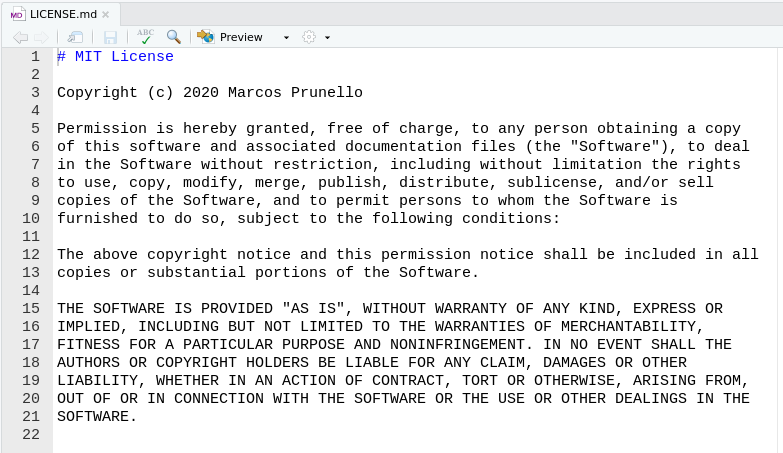 LICENSE.md
ABC
Preview
1 # MIT License
2
3 Copyright (c) 2020 Marcos Prunello
4
5 Permission is hereby granted, free of charge, to any person obtaining a copy
6 of this software and associated documentation files (the "Software"), to deal
7 in the Software without restriction, including without limitation the rights
8 to use, copy, modify, merge, publish, distribute, sublicense, and/or sell
9 copies of the Software, and to permit persons to whom the Software is
10 furnished to do so, subject to the following conditions:
11
12 The above copyright notice and this permission notice shall be included in all
13 copies or substantial portions of the Software.
14
15 THE SOFTWARE IS PROVIDED "AS IS", WITHOUT WARRANTY OF ANY KIND, EXPRESS OR
16 IMPLIED, INCLUDING BUT NOT LIMITED TO THE WARRANTIES OF MERCHANTABILITY,
17 FITNESS FOR A PARTICULAR PURPOSE AND NONINFRINGEMENT. IN NO EVENT SHALL THE
18 AUTHORS OR COPYRIGHT HOLDERS BE LIABLE FOR ANY CLAIM, DAMAGES OR OTHER
19 LIABILITY, WHETHER IN AN ACTION OF CONTRACT, TORT OR OTHERWISE, ARISING FROM,
20 OUT OF OR IN CONNECTION WITH THE SOFTWARE OR THE USE OR OTHER DEALINGS IN THE
21 SOFTWARE.
22